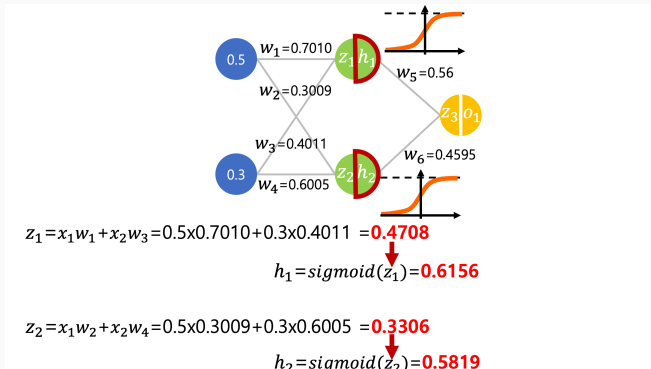 w₁=0.7010
0.5
z₁ h₁
w₅=0.56
w₂=0.3009
z₃ o₁
w₃=0.4011
w₆=0.4595
0.3
z₂ h₂
w₄=0.6005
z₁=x₁w₁+x₂w₃=0.5x0.7010+0.3x0.4011 =0.4708
h₁=sigmoid(z₁)=0.6156
z₂=x₁w₂+x₂w₄=0.5x0.3009+0.3x0.6005 =0.3306
h₂=sigmoid(z₂)=0.5819